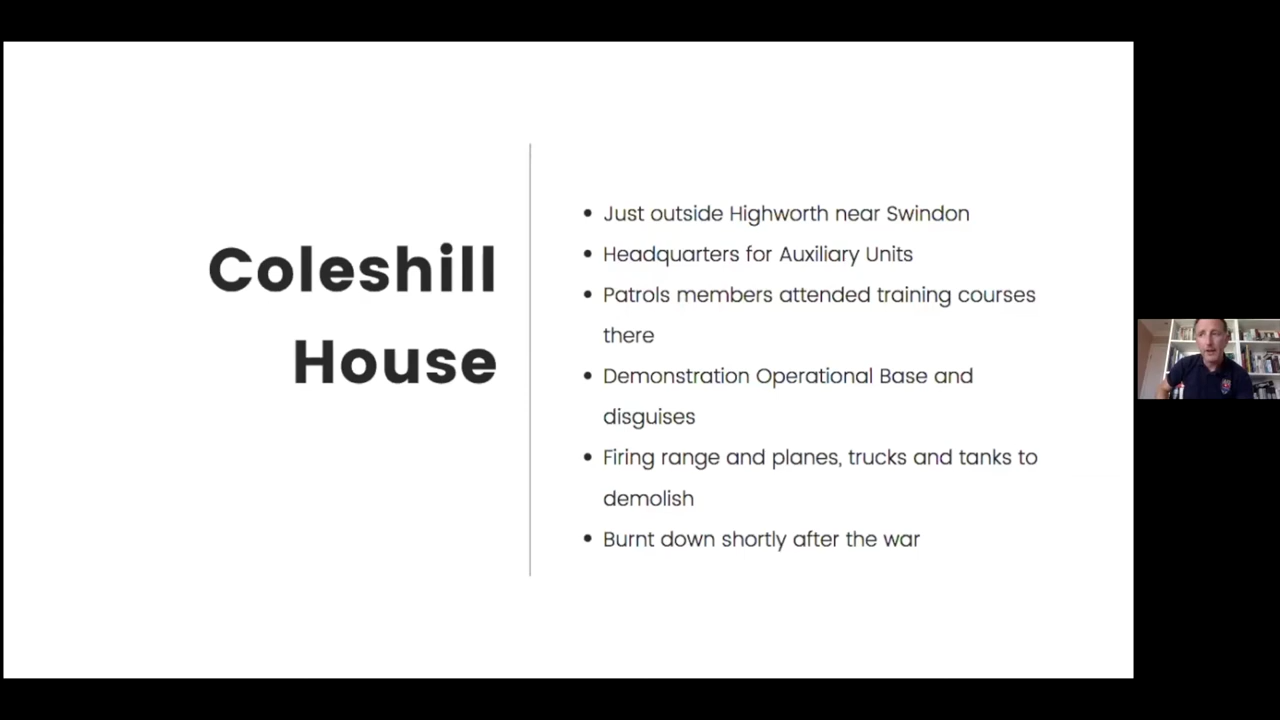 Coleshill
House
• Just outside Highworth near Swindon
• Headquarters for Auxiliary Units
• Patrols members attended training courses
there
• Demonstration Operational Base and
disguises
• Firing range and planes, trucks and tanks to
demolish
• Burnt down shortly after the war